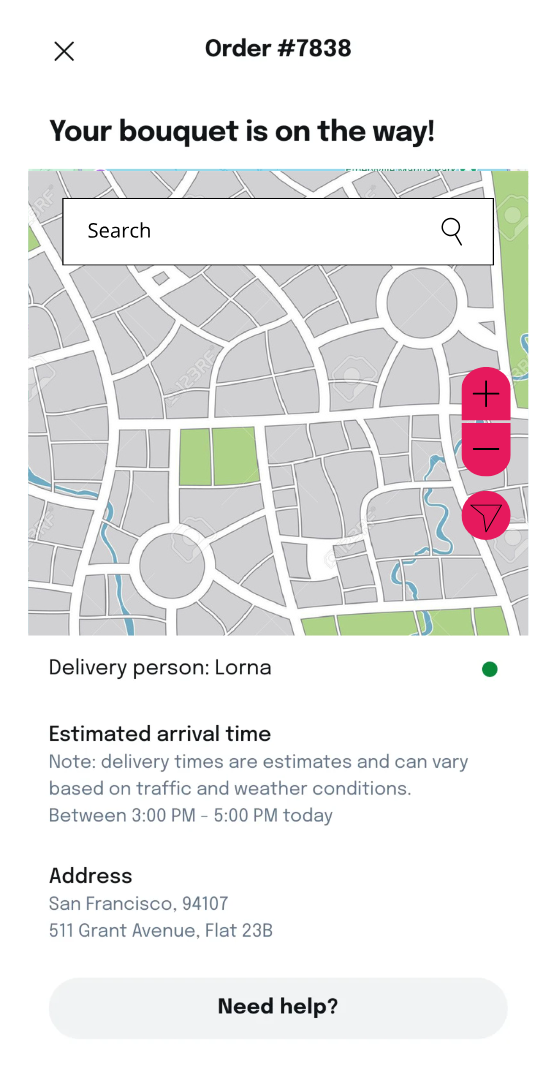 Order #7838
Your bouquet is on the way!
Search
123RF
Delivery person: Lorna
Estimated arrival time
Note: delivery times are estimates and can vary
based on traffic and weather conditions.
Between 3:00 PM - 5:00 PM today
Address
San Francisco, 94107
511 Grant Avenue, Flat 23B
Need help?